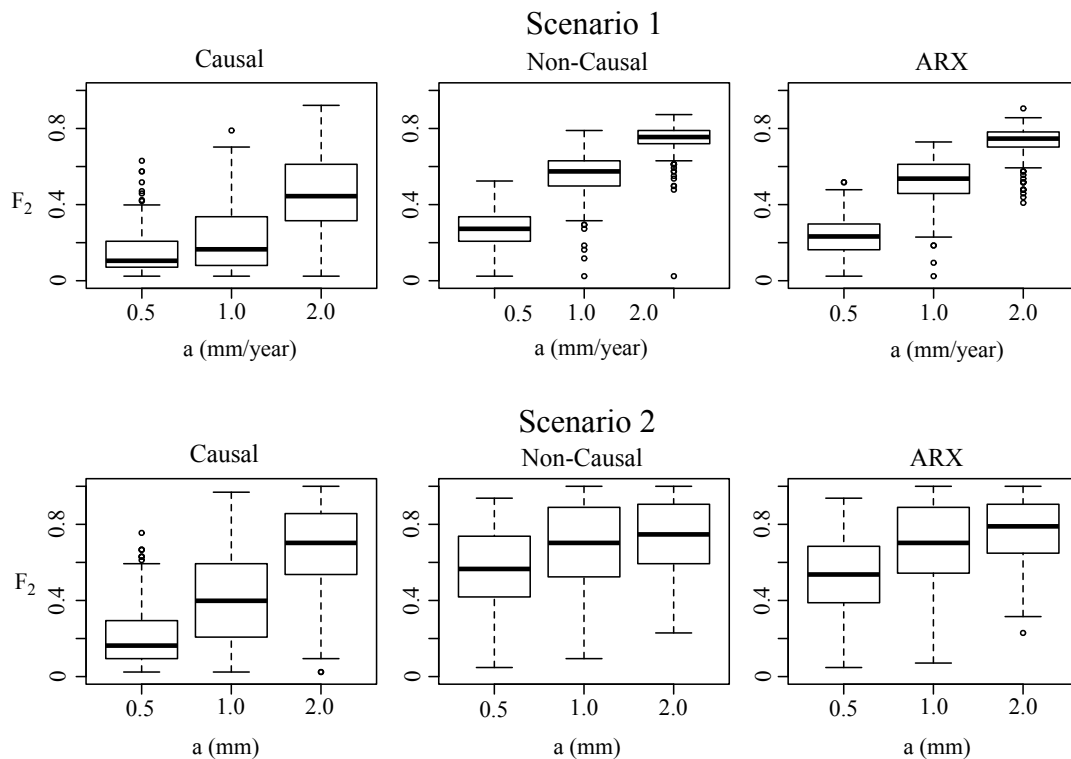 Scenario 1
Causal Non-Causal ARX
F2
0 0.4 0.8 0 0.4 0.8 0 0.4 0.8
0.5 1.0 2.0 0.5 1.0 2.0 0.5 1.0 2.0
a (mm/year) a (mm/year) a (mm/year)
Scenario 2
Causal Non-Causal ARX
F2
0 0.4 0.8 0 0.4 0.8 0 0.4 0.8
0.5 1.0 2.0 0.5 1.0 2.0 0.5 1.0 2.0
a (mm) a (mm) a (mm)